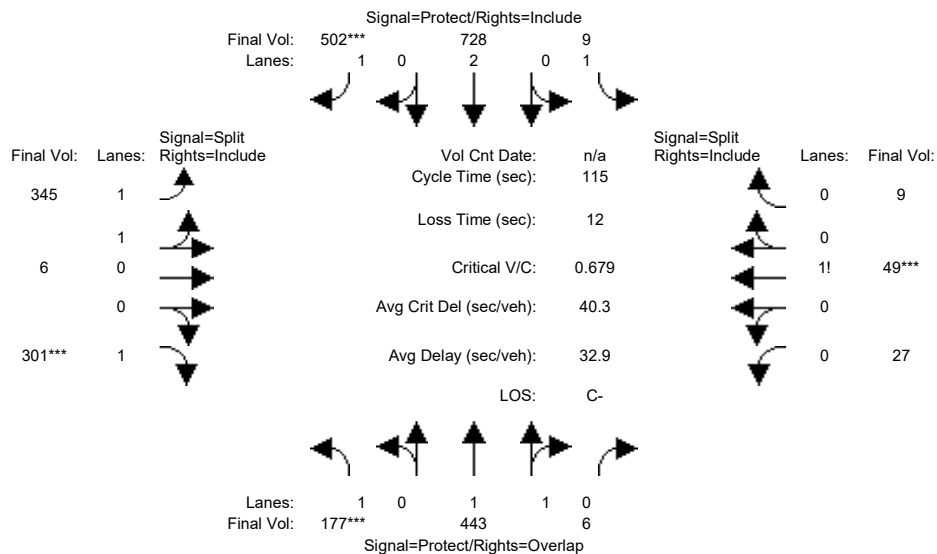 Signal=Protect/Rights=Include
Final Vol: 502*** 728 9
Lanes: 1 0 2 0 1
Signal=Split
Final Vol: Lanes: Rights=Include
Vol Cnt Date: n/a
Signal=Split
Rights=Include Lanes: Final Vol:
Cycle Time (sec): 115
345 1
0 9
Loss Time (sec): 12
1
0
6 0
Critical V/C: 0.679
1! 49***
0
Avg Crit Del (sec/veh): 40.3
0
301*** 1
Avg Delay (sec/veh): 32.9
0 27
LOS: C-
Lanes: 1 0 1 1 0
Final Vol: 177*** 443 6
Signal=Protect/Rights=Overlap